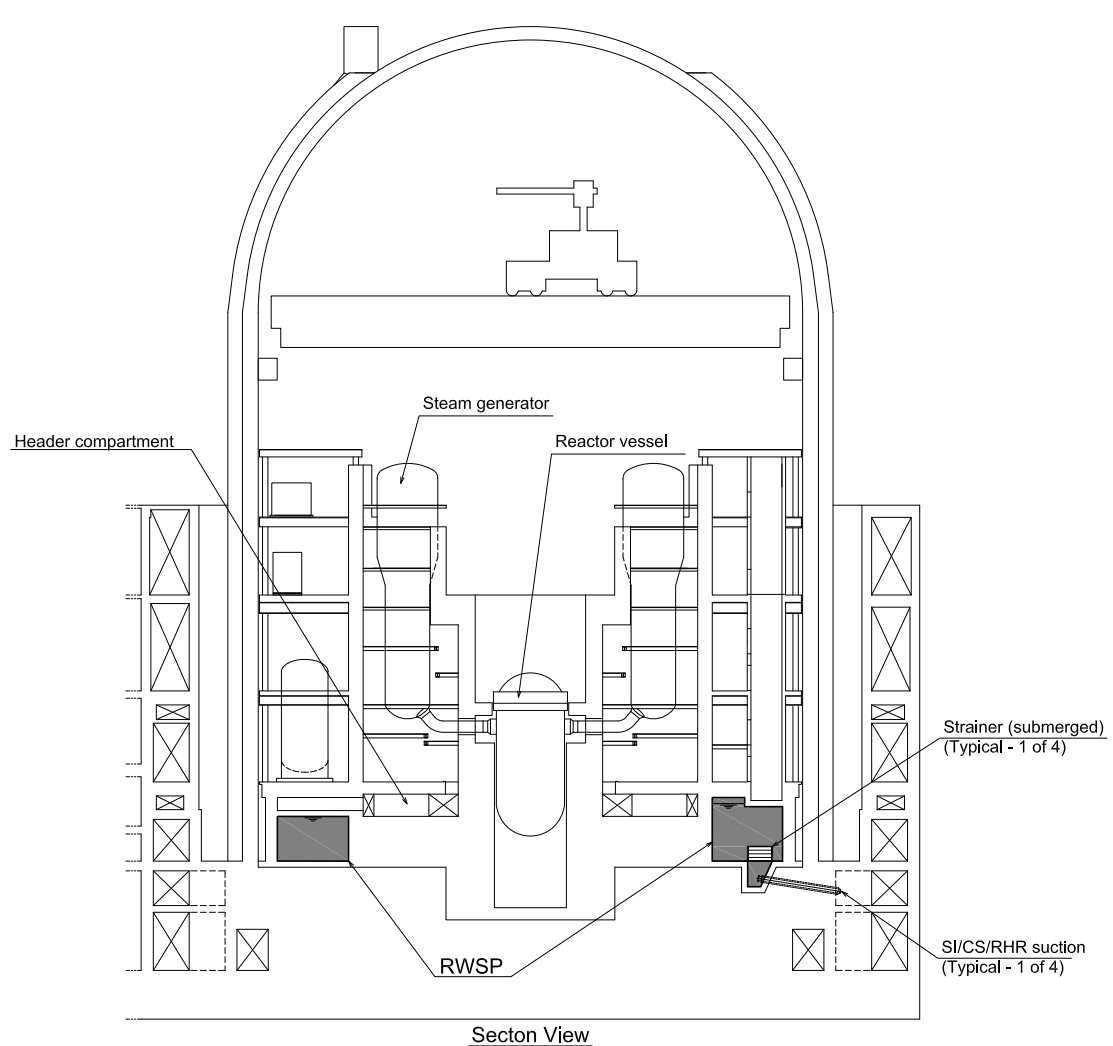 Steam generator
Header compartment
Reactor vessel
Strainer (submerged)
(Typical - 1 of 4)
SI/CS/RHR suction
(Typical - 1 of 4)
RWSP
Secton View